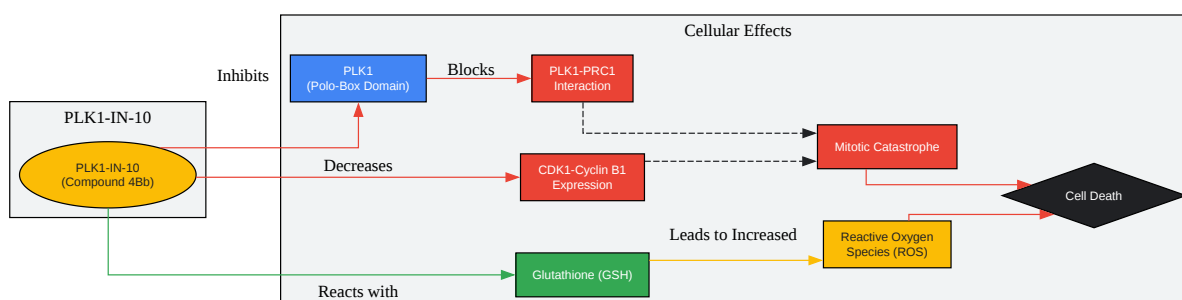 Cellular Effects
Inhibits
PLK1
(Polo-Box Domain)
Blocks
PLK1-PRC1
Interaction
PLK1-IN-10
PLK1-IN-10
(Compound 4Bb)
Decreases
CDK1-Cyclin B1
Expression
Mitotic Catastrophe
Cell Death
Leads to Increased
Reactive Oxygen
Species (ROS)
Glutathione (GSH)
Reacts with